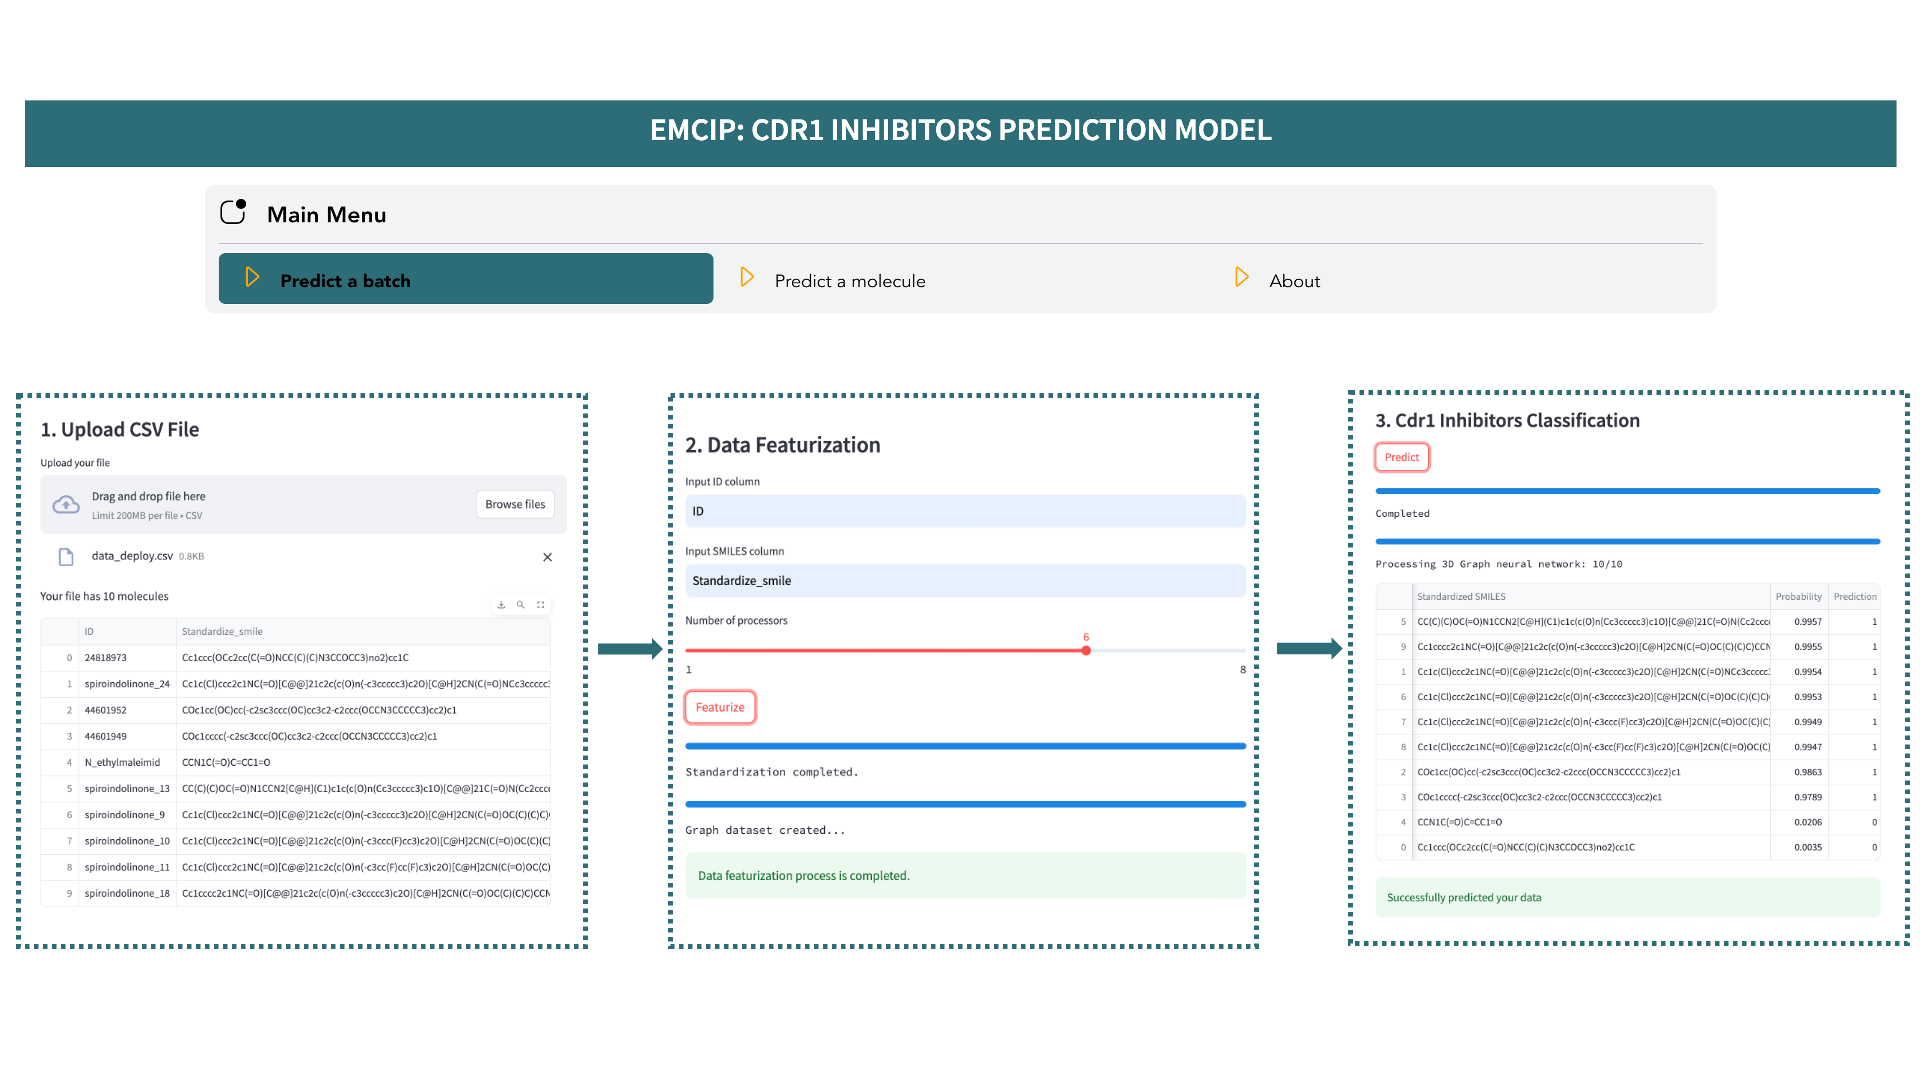 EMCIP: CDR1 INHIBITORS PREDICTION MODEL
Main Menu
Predict a batch
Predict a molecule
About
1. Upload CSV File
Upload your file
Drag and drop file here
Limit 200MB per file • CSV
Browse files
data_deploy.csv 0.8KB
Your file has 10 molecules
ID Standardize_smile
0 24818973 Cc1ccc(OCc2cc(C(=O)NCC(C)(C)N3CCOCC3)no2)cc1C
1 spiroindolinone_24 Cc1c(Cl)ccc2c1NC(=O)[C@@]21c2c(c(O)n(-c3ccccc3)c2O)[C@H]2CN(C(=O)NCc3ccccc3
2 44601952 COc1cc(OC)cc(-c2sc3ccc(OC)cc3c2-c2ccc(OCCN3CCCCC3)cc2)c1
3 44601949 COc1cccc(-c2sc3ccc(OC)cc3c2-c2ccc(OCCN3CCCCC3)cc2)c1
4 N_ethylmaleimid CCN1C(=O)C=CC1=O
5 spiroindolinone_13 CC(C)(C)OC(=O)N1CCN2[C@H](C1)c1c(c(O)n(Cc3ccccc3)c1O)[C@@]21C(=O)N(Cc2cccc
6 spiroindolinone_9 Cc1c(Cl)ccc2c1NC(=O)[C@@]21c2c(c(O)n(-c3ccccc3)c2O)[C@H]2CN(C(=O)OC(C)(C)C)
7 spiroindolinone_10 Cc1c(Cl)ccc2c1NC(=O)[C@@]21c2c(c(O)n(-c3ccc(F)cc3)c2O)[C@H]2CN(C(=O)OC(C)(C)
8 spiroindolinone_11 Cc1c(Cl)ccc2c1NC(=O)[C@@]21c2c(c(O)n(-c3cc(F)cc(F)c3)c2O)[C@H]2CN(C(=O)OC(C)
9 spiroindolinone_18 Cc1cccc2c1NC(=O)[C@@]21c2c(c(O)n(-c3ccccc3)c2O)[C@H]2CN(C(=O)OC(C)(C)C)CCN
2. Data Featurization
Input ID column
ID
Input SMILES column
Standardize_smile
Number of processors
6
1 8
Featurize
Standardization completed.
Graph dataset created...
Data featurization process is completed.
3. Cdr1 Inhibitors Classification
Predict
Completed
Processing 3D Graph neural network: 10/10
Standardized SMILES Probability Prediction
5 CC(C)(C)OC(=O)N1CCN2[C@H](C1)c1c(c(O)n(Cc3ccccc3)c1O)[C@@]21C(=O)N(Cc2cccc 0.9957 1
9 Cc1cccc2c1NC(=O)[C@@]21c2c(c(O)n(-c3ccccc3)c2O)[C@H]2CN(C(=O)OC(C)(C)C)CCN 0.9955 1
1 Cc1c(Cl)ccc2c1NC(=O)[C@@]21c2c(c(O)n(-c3ccccc3)c2O)[C@H]2CN(C(=O)NCc3ccccc3 0.9954 1
6 Cc1c(Cl)ccc2c1NC(=O)[C@@]21c2c(c(O)n(-c3ccccc3)c2O)[C@H]2CN(C(=O)OC(C)(C)C) 0.9953 1
7 Cc1c(Cl)ccc2c1NC(=O)[C@@]21c2c(c(O)n(-c3ccc(F)cc3)c2O)[C@H]2CN(C(=O)OC(C)(C) 0.9949 1
8 Cc1c(Cl)ccc2c1NC(=O)[C@@]21c2c(c(O)n(-c3cc(F)cc(F)c3)c2O)[C@H]2CN(C(=O)OC(C) 0.9947 1
2 COc1cc(OC)cc(-c2sc3ccc(OC)cc3c2-c2ccc(OCCN3CCCCC3)cc2)c1 0.9863 1
3 COc1cccc(-c2sc3ccc(OC)cc3c2-c2ccc(OCCN3CCCCC3)cc2)c1 0.9789 1
4 CCN1C(=O)C=CC1=O 0.0206 0
0 Cc1ccc(OCc2cc(C(=O)NCC(C)(C)N3CCOCC3)no2)cc1C 0.0035 0
Successfully predicted your data